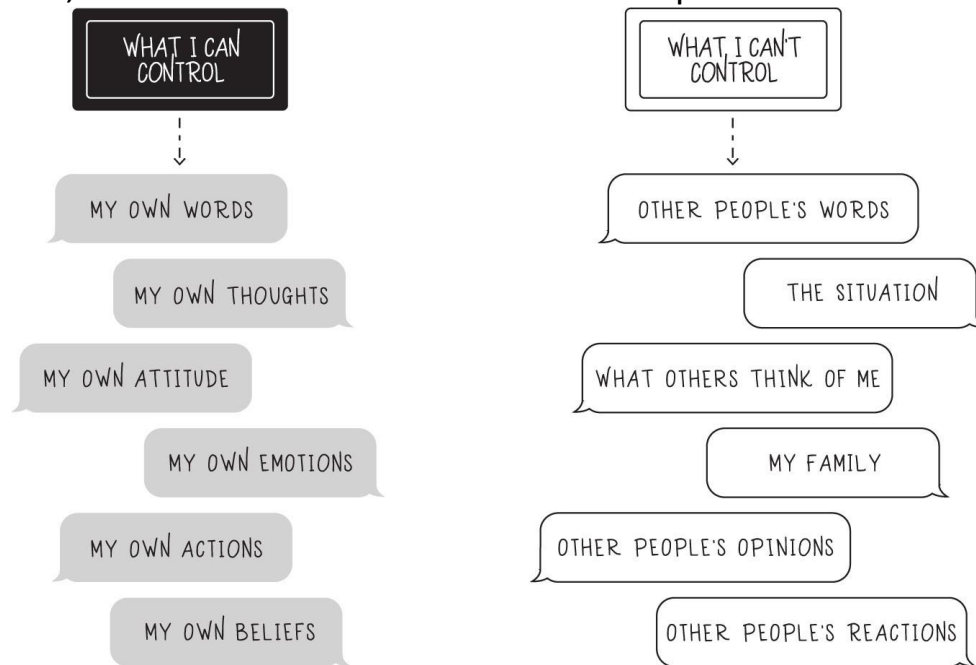 WHAT I CAN
CONTROL
MY OWN WORDS
MY OWN THOUGHTS
MY OWN ATTITUDE
MY OWN EMOTIONS
MY OWN ACTIONS
MY OWN BELIEFS
WHAT I CAN'T
CONTROL
OTHER PEOPLE'S WORDS
THE SITUATION
WHAT OTHERS THINK OF ME
MY FAMILY
OTHER PEOPLE'S OPINIONS
OTHER PEOPLE'S REACTIONS